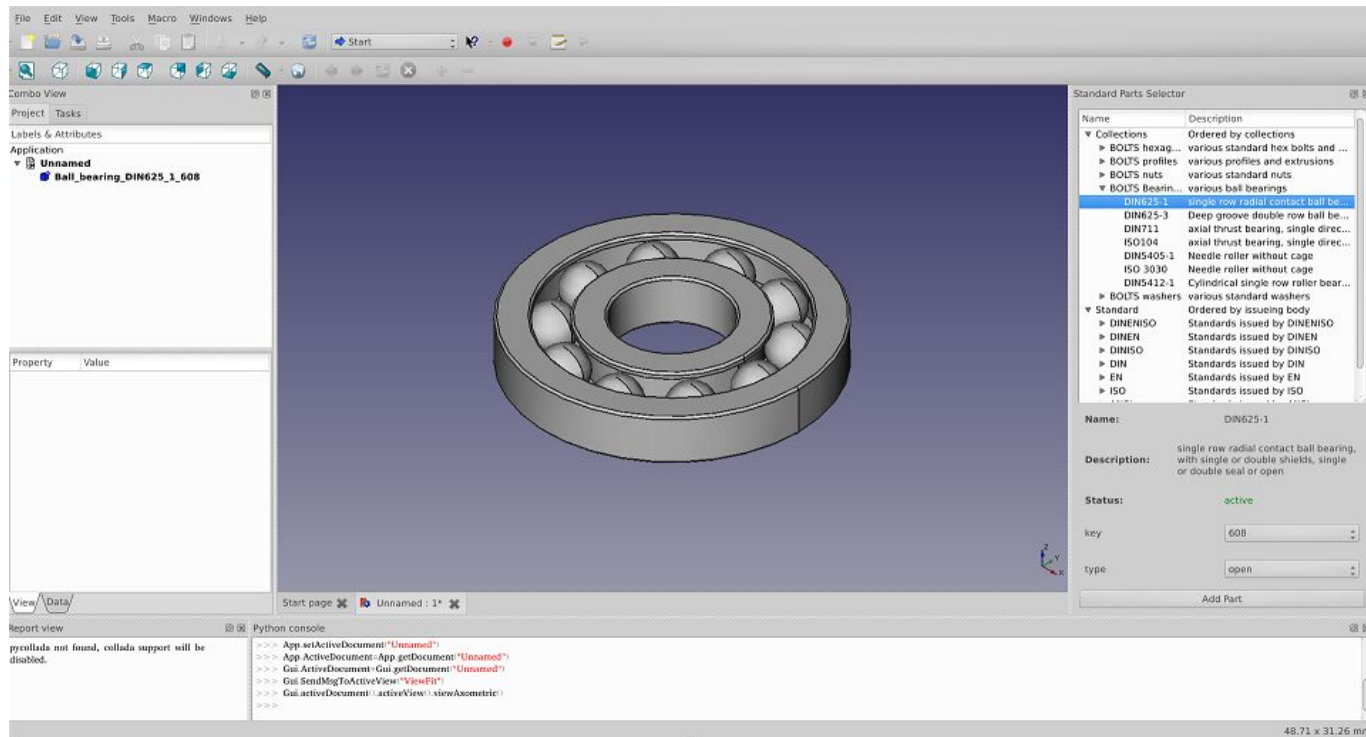 File Edit View Tools Macro Windows Help
Start
Combo View
Project Tasks
Labels & Attributes
Application
Unnamed
Ball_bearing_DIN625_1_608
Property Value
View Data
Start page Unnamed : 1*
Standard Parts Selector
Name Description
Collections Ordered by collections
BOLTS hexag... various standard hex bolts and ...
BOLTS profiles various profiles and extrusions
BOLTS nuts various standard nuts
BOLTS Bearin... various ball bearings
DIN625-1 single row radial contact ball be...
DIN625-3 Deep groove double row ball be...
DIN711 axial thrust bearing, single direc...
ISO104 axial thrust bearing, single direc...
DIN5405-1 Needle roller without cage
ISO 3030 Needle roller without cage
DIN5412-1 Cylindrical single row roller bear...
BOLTS washers various standard washers
Standard Ordered by issueing body
DINENISO Standards issued by DINENISO
DINEN Standards issued by DINEN
DINISO Standards issued by DINISO
DIN Standards issued by DIN
EN Standards issued by EN
ISO Standards issued by ISO
Name: DIN625-1
Description: single row radial contact ball bearing,
with single or double shields, single
or double seal or open
Status: active
key 608
type open
Add Part
Z
Y
X
Report view
pycollada not found, collada support will be
disabled.
Python console
>>> App.setActiveDocument("Unnamed")
>>> App.ActiveDocument=App.getDocument("Unnamed")
>>> Gui.ActiveDocument=Gui.getDocument("Unnamed")
>>> Gui.SendMsgToActiveView("ViewFit")
>>> Gui.activeDocument().activeView().viewAxometric()
>>>
48.71 x 31.26 mm